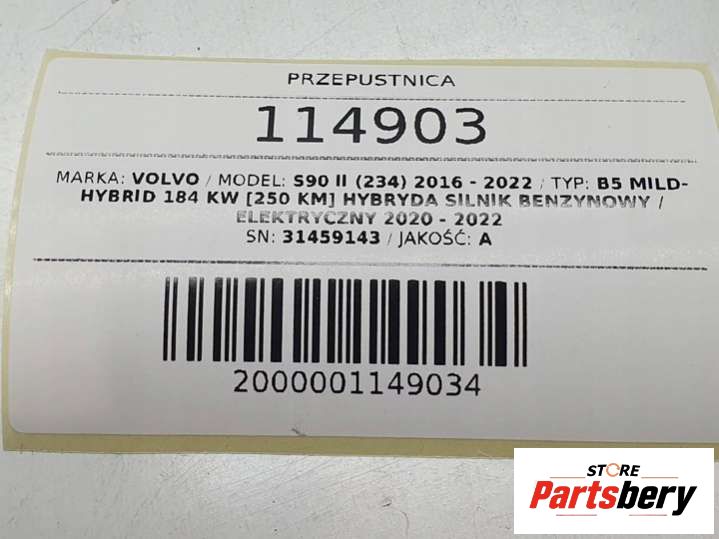 PRZEPUSTNICA
114903
MARKA: VOLVO / MODEL: S90 II (234) 2016 - 2022 / TYP: B5 MILD-
HYBRID 184 KW [250 KM] HYBRYDA SILNIK BENZYNOWY /
ELEKTRYCZNY 2020 - 2022
SN: 31459143 / JAKOŚĆ: A
2000001149034
STORE
Partsbery